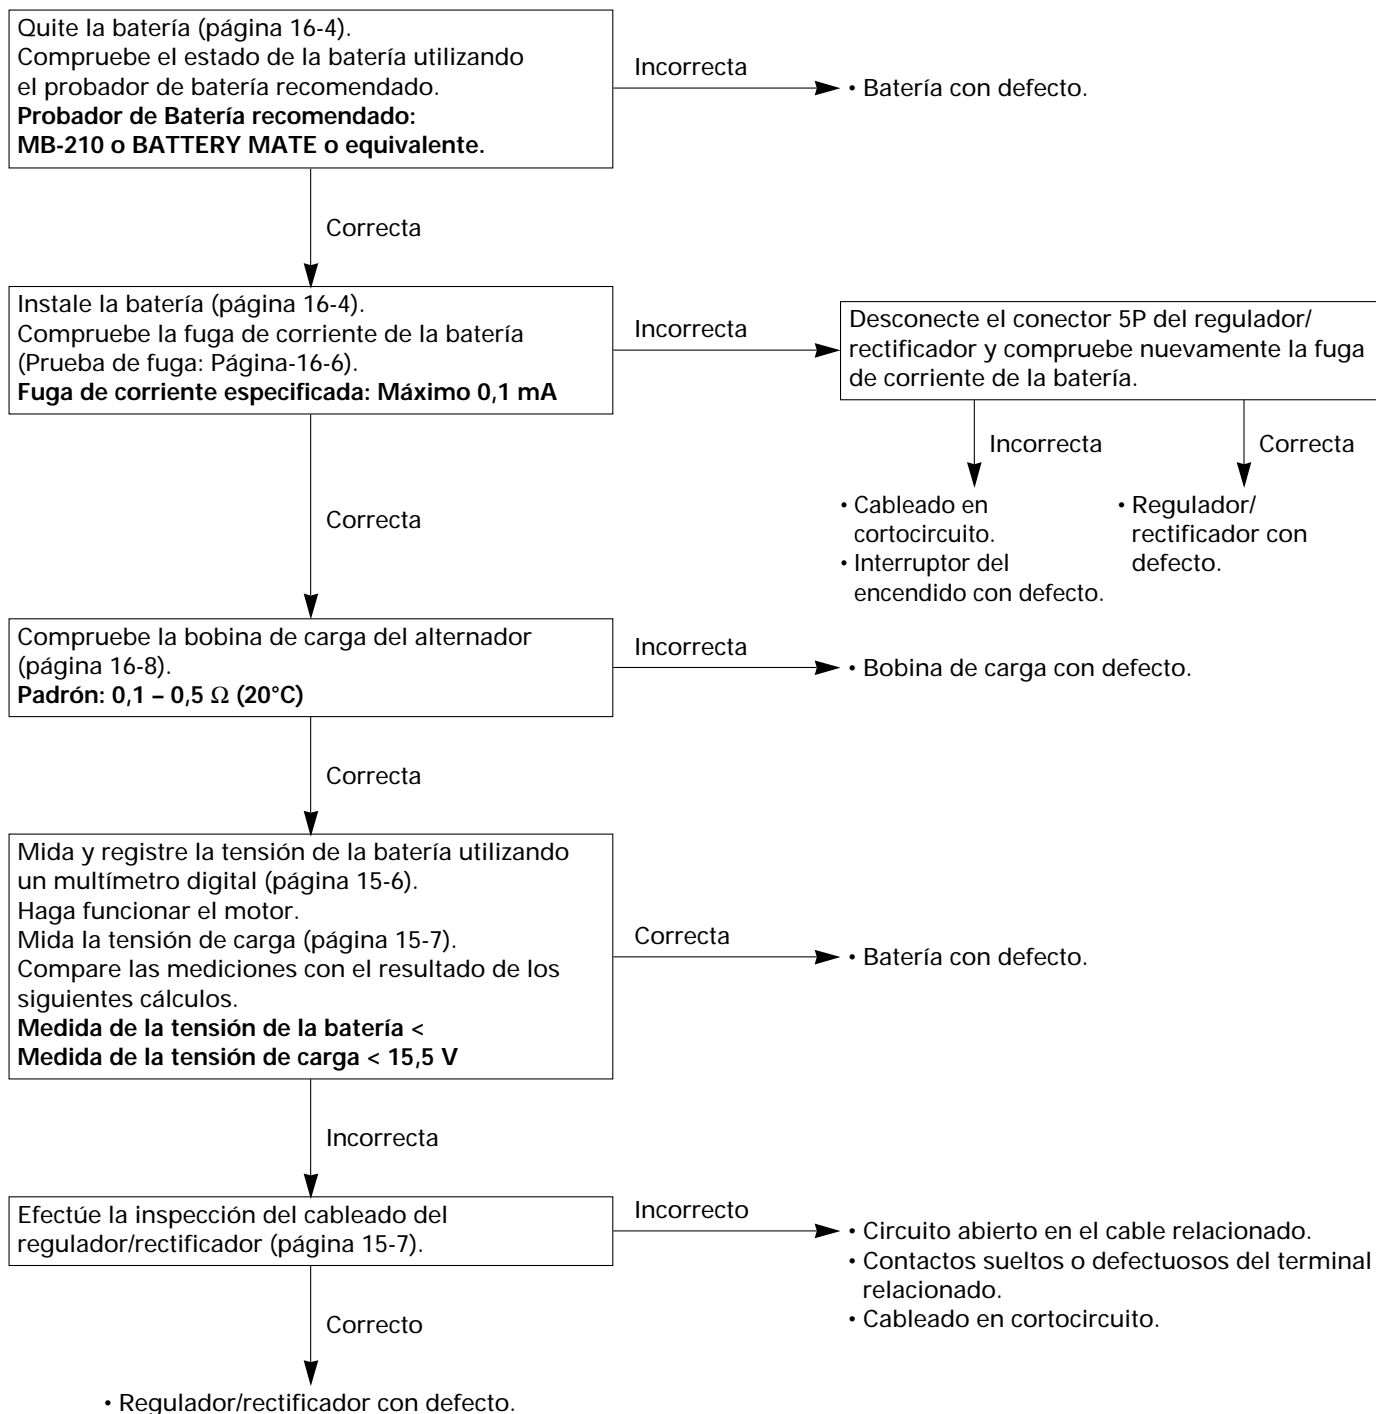 Quite la batería (página 16-4).
Compruebe el estado de la batería utilizando
el probador de batería recomendado.
Probador de Batería recomendado:
MB-210 o BATTERY MATE o equivalente.
Incorrecta
• Batería con defecto.
Correcta
Instale la batería (página 16-4).
Compruebe la fuga de corriente de la batería
(Prueba de fuga: Página-16-6).
Fuga de corriente especificada: Máximo 0,1 mA
Incorrecta
Desconecte el conector 5P del regulador/
rectificador y compruebe nuevamente la fuga
de corriente de la batería.
Incorrecta
Correcta
• Cableado en
cortocircuito.
• Interruptor del
encendido con defecto.
• Regulador/
rectificador con
defecto.
Correcta
Compruebe la bobina de carga del alternador
(página 16-8).
Padrón: 0,1 – 0,5 Ω (20°C)
Incorrecta
• Bobina de carga con defecto.
Correcta
Mida y registre la tensión de la batería utilizando
un multímetro digital (página 15-6).
Haga funcionar el motor.
Mida la tensión de carga (página 15-7).
Compare las mediciones con el resultado de los
siguientes cálculos.
Medida de la tensión de la batería <
Medida de la tensión de carga < 15,5 V
Correcta
• Batería con defecto.
Incorrecta
Efectúe la inspección del cableado del
regulador/rectificador (página 15-7).
Incorrecto
• Circuito abierto en el cable relacionado.
• Contactos sueltos o defectuosos del terminal
relacionado.
• Cableado en cortocircuito.
Correcto
• Regulador/rectificador con defecto.